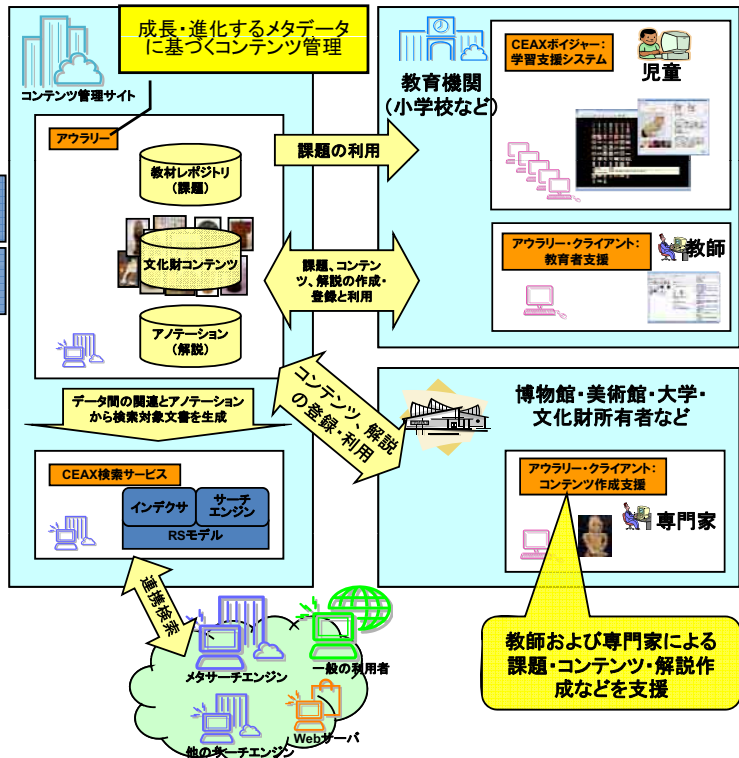 成長・進化するメタデータ
に基づくコンテンツ管理
コンテンツ管理サイト
アウラリー
教材レポジトリ
(課題)
文化財コンテンツ
アノテーション
(解説)
データ間の関連とアノテーション
から検索対象文書を生成
CEAX検索サービス
インデクサ
サーチ
エンジン
RSモデル
課題の利用
課題、コンテン
ツ、解説の作成・
登録と利用
コンテンツ、解説
の登録・利用
連携検索
教育機関
(小学校など)
CEAXボイジャー:
学習支援システム
児童
アウラリー・クライアント:
教育者支援
教師
博物館・美術館・大学・
文化財所有者など
アウラリー・クライアント:
コンテンツ作成支援
専門家
教師および専門家による
課題・コンテンツ・解説作
成などを支援
メタサーチエンジン
一般の利用者
他のサーチエンジン
Webサーバ